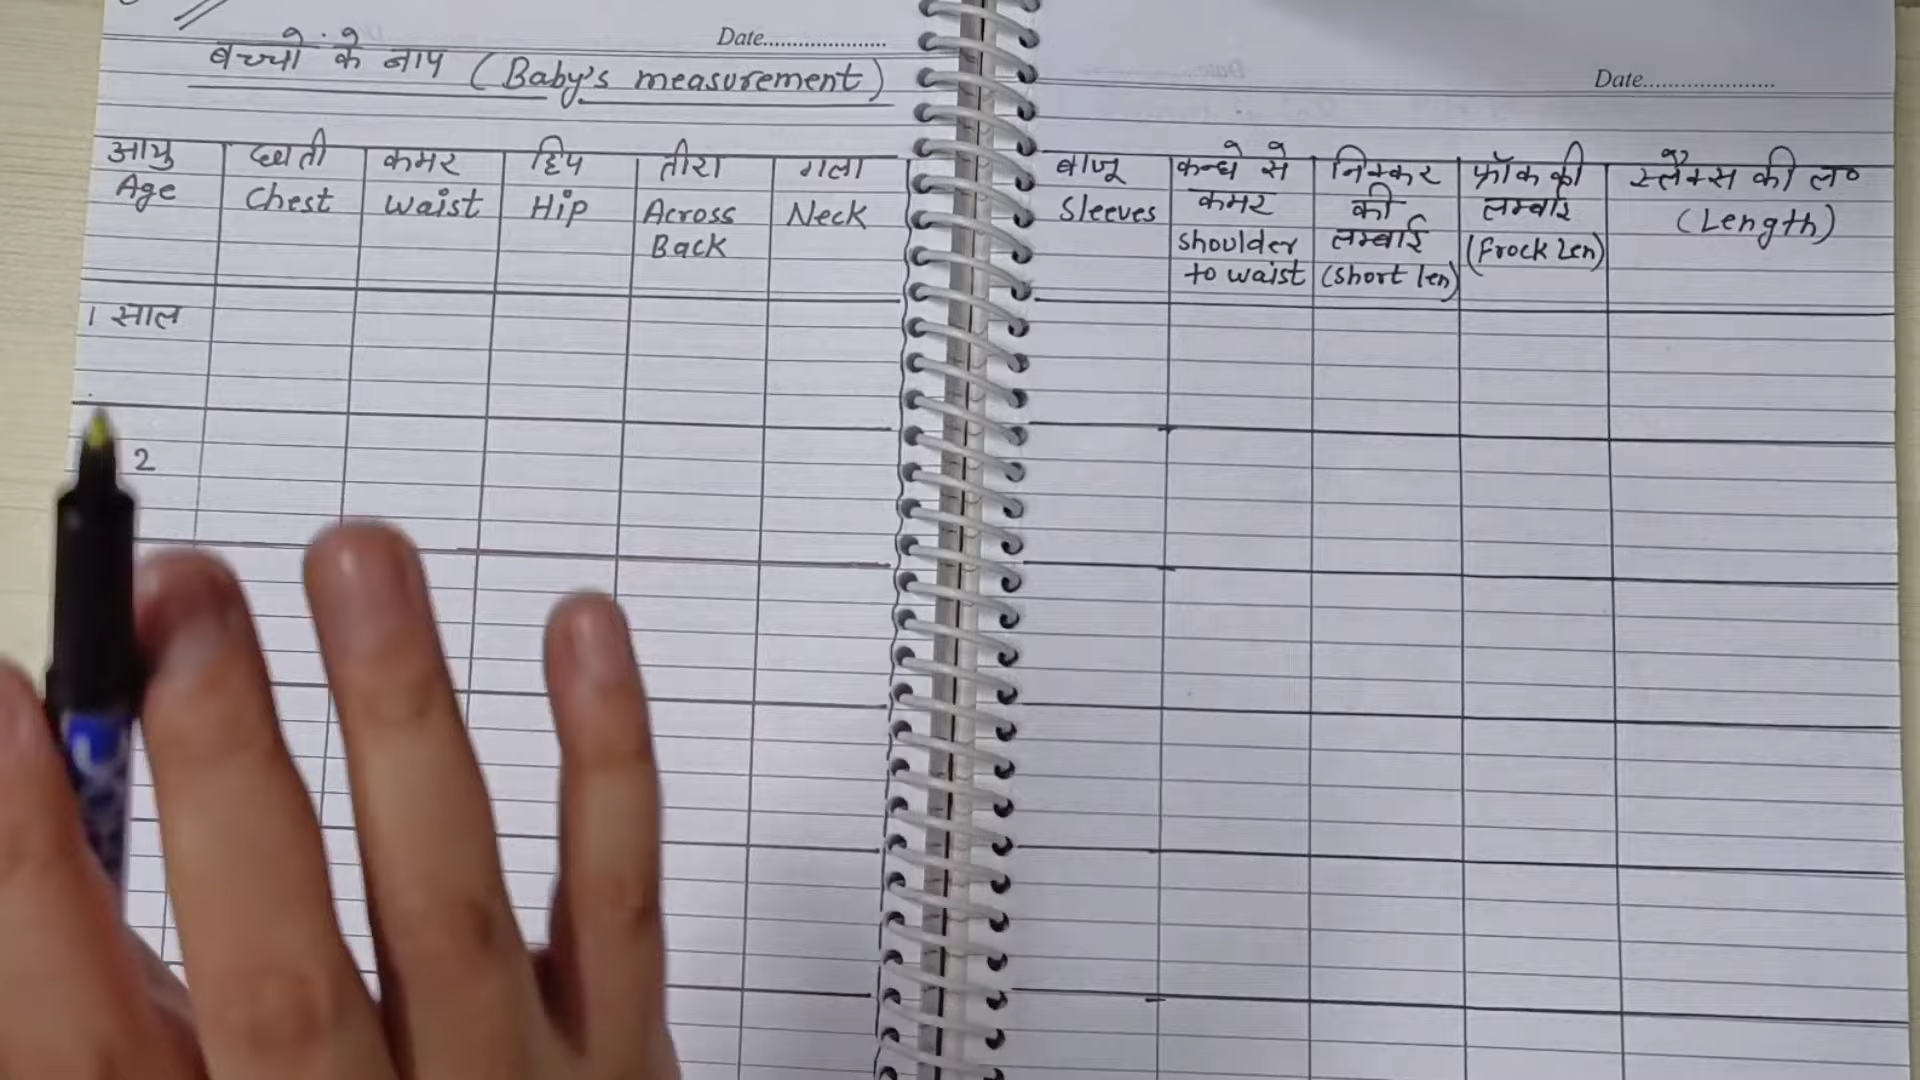 Date.....................
बच्चो के नाप (Baby's measurement)
आयु
Age
छाती
Chest
कमर
waist
हिप
Hip
तीरा
Across
Back
गला
Neck
1 साल
2
Date.....................
बाजू
Sleeves
कन्धे से
कमर
shoulder
to waist
निक्कर
की
लम्बाई
(short len)
फ्रॉक की
लम्बाई
(Frock Len)
स्लैक्स की ल०
(Length)